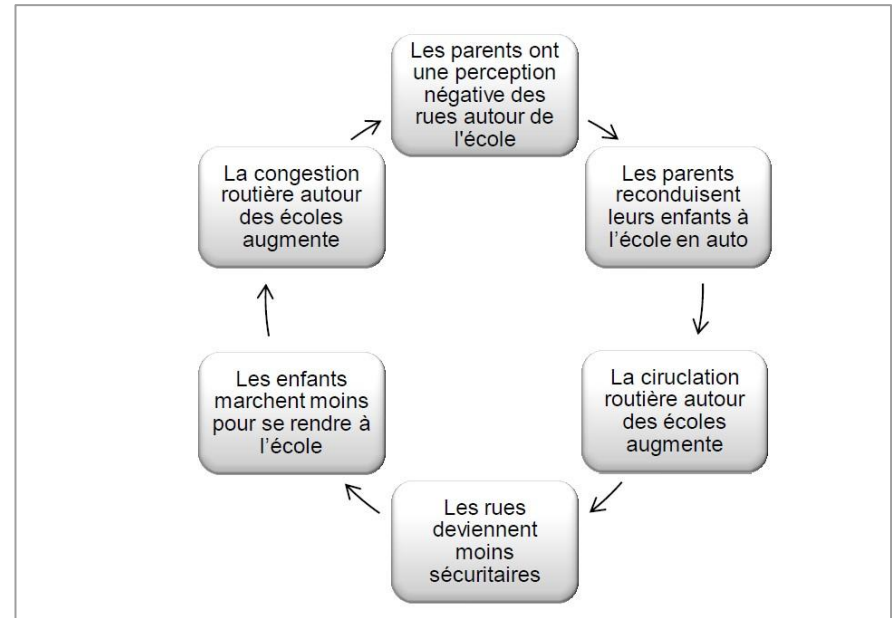 Les parents ont
une perception
négative des
rues autour de
l'école
Les parents
reconduisent
leurs enfants à
l’école en auto
La ciruclation
routière autour
des écoles
augmente
Les rues
deviennent
moins
sécuritaires
Les enfants
marchent moins
pour se rendre à
l’école
La congestion
routière autour
des écoles
augmente